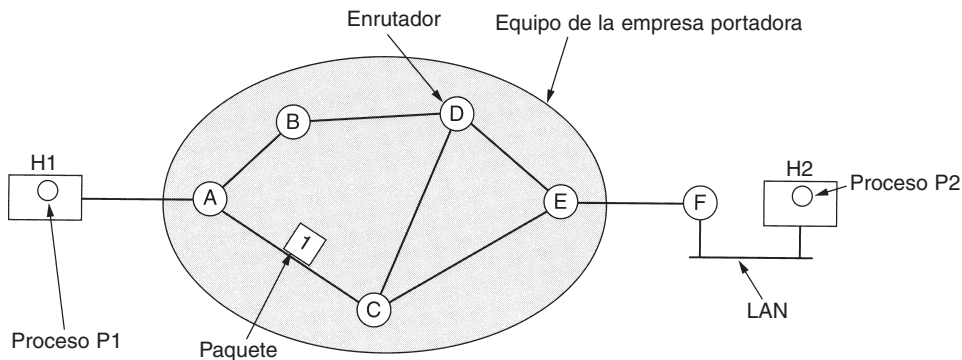 Enrutador
Equipo de la empresa portadora
B
D
H1
H2
A
E
F
Proceso P2
1
C
LAN
Proceso P1
Paquete